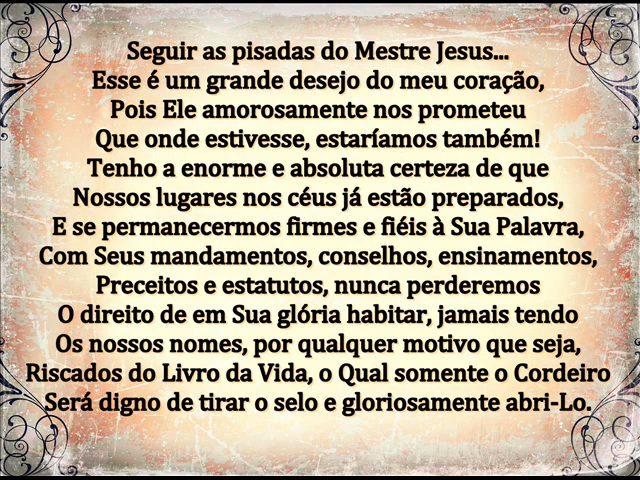 Seguir as pisadas do Mestre Jesus...
Esse é um grande desejo do meu coração,
Pois Ele amorosamente nos prometeu
Que onde estivesse, estaríamos também!
Tenho a enorme e absoluta certeza de que
Nossos lugares nos céus já estão preparados,
E se permanecermos firmes e fiéis à Sua Palavra,
Com Seus mandamentos, conselhos, ensinamentos,
Preceitos e estatutos, nunca perderemos
O direito de em Sua glória habitar, jamais tendo
Os nossos nomes, por qualquer motivo que seja,
Riscados do Livro da Vida, o Qual somente o Cordeiro
Será digno de tirar o selo e gloriosamente abri-Lo.